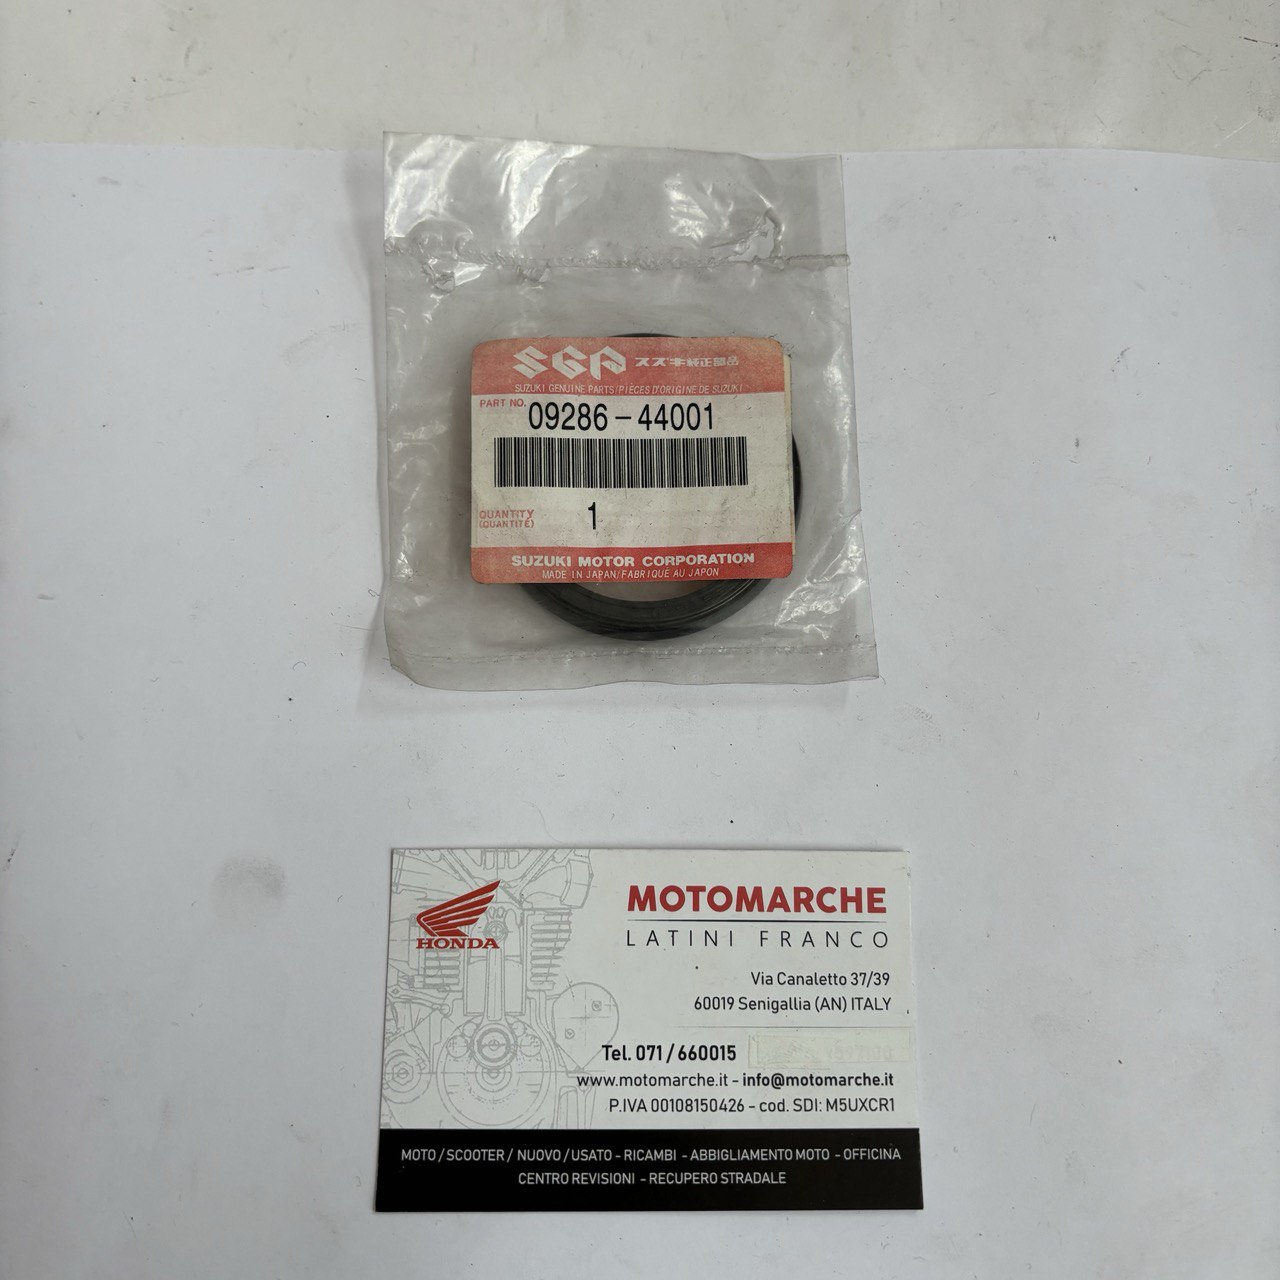 SGP スズキ純正部品
SUZUKI GENUINE PARTS/PIÈCES D'ORIGINE DE SUZUKI
PART NO. 09286-44001
QUANTITY
(QUANTITÉ) 1
SUZUKI MOTOR CORPORATION
MADE IN JAPAN/FABRIQUÉ AU JAPON
HONDA
MOTOMARCHE
LATINI FRANCO
Via Canaletto 37/39
60019 Senigallia (AN) ITALY
Tel. 071/660015
www.motomarche.it - info@motomarche.it
P.IVA 00108150426 - cod. SDI: M5UXCR1
MOTO / SCOOTER / NUOVO / USATO - RICAMBI - ABBIGLIAMENTO MOTO - OFFICINA
CENTRO REVISIONI - RECUPERO STRADALE